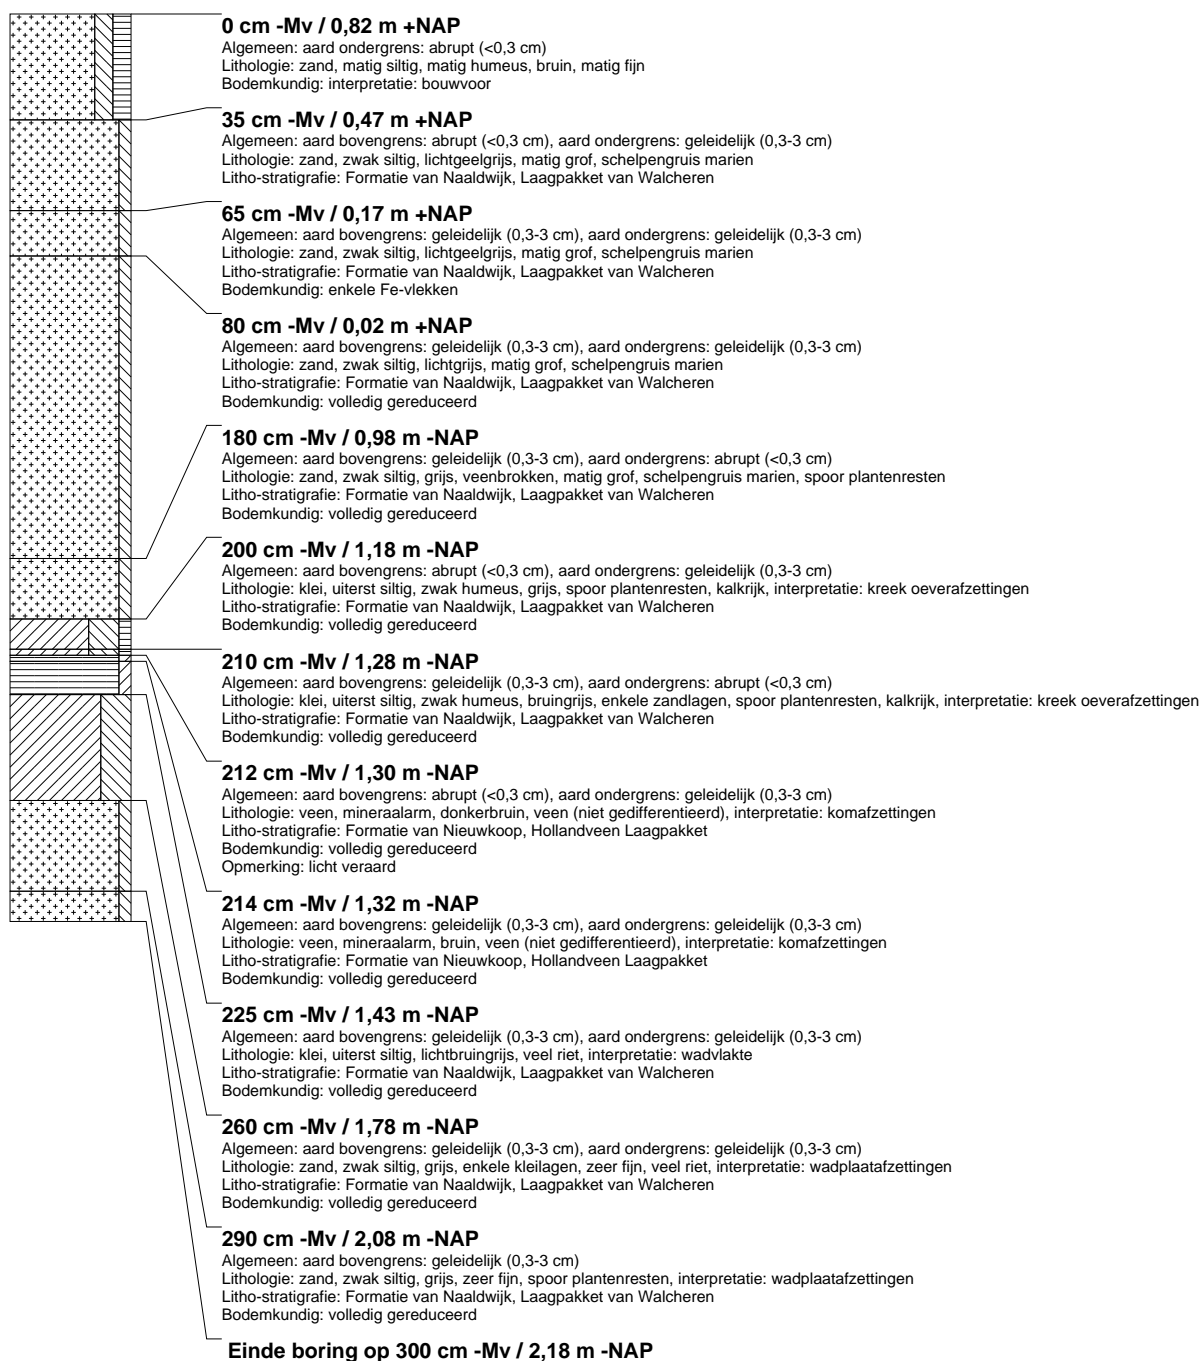 0 cm -Mv / 0,82 m +NAP
Algemeen: aard ondergrens: abrupt (<0,3 cm)
Lithologie: zand, matig siltig, matig humeus, bruin, matig fijn
Bodemkundig: interpretatie: bouwvoor
35 cm -Mv / 0,47 m +NAP
Algemeen: aard bovengrens: abrupt (<0,3 cm), aard ondergrens: geleidelijk (0,3-3 cm)
Lithologie: zand, zwak siltig, lichtgeelgrijs, matig grof, schelpengruis marien
Litho-stratigrafie: Formatie van Naaldwijk, Laagpakket van Walcheren
65 cm -Mv / 0,17 m +NAP
Algemeen: aard bovengrens: geleidelijk (0,3-3 cm), aard ondergrens: geleidelijk (0,3-3 cm)
Lithologie: zand, zwak siltig, lichtgeelgrijs, matig grof, schelpengruis marien
Litho-stratigrafie: Formatie van Naaldwijk, Laagpakket van Walcheren
Bodemkundig: enkele Fe-vlekken
80 cm -Mv / 0,02 m +NAP
Algemeen: aard bovengrens: geleidelijk (0,3-3 cm), aard ondergrens: geleidelijk (0,3-3 cm)
Lithologie: zand, zwak siltig, lichtgrijs, matig grof, schelpengruis marien
Litho-stratigrafie: Formatie van Naaldwijk, Laagpakket van Walcheren
Bodemkundig: volledig gereduceerd
180 cm -Mv / 0,98 m -NAP
Algemeen: aard bovengrens: geleidelijk (0,3-3 cm), aard ondergrens: abrupt (<0,3 cm)
Lithologie: zand, zwak siltig, grijs, veenbrokken, matig grof, schelpengruis marien, spoor plantenresten
Litho-stratigrafie: Formatie van Naaldwijk, Laagpakket van Walcheren
Bodemkundig: volledig gereduceerd
200 cm -Mv / 1,18 m -NAP
Algemeen: aard bovengrens: abrupt (<0,3 cm), aard ondergrens: geleidelijk (0,3-3 cm)
Lithologie: klei, uiterst siltig, zwak humeus, grijs, spoor plantenresten, kalkrijk, interpretatie: kreek oeverafzettingen
Litho-stratigrafie: Formatie van Naaldwijk, Laagpakket van Walcheren
Bodemkundig: volledig gereduceerd
210 cm -Mv / 1,28 m -NAP
Algemeen: aard bovengrens: geleidelijk (0,3-3 cm), aard ondergrens: abrupt (<0,3 cm)
Lithologie: klei, uiterst siltig, zwak humeus, bruingrijs, enkele zandlagen, spoor plantenresten, kalkrijk, interpretatie: kreek oeverafzettingen
Litho-stratigrafie: Formatie van Naaldwijk, Laagpakket van Walcheren
Bodemkundig: volledig gereduceerd
212 cm -Mv / 1,30 m -NAP
Algemeen: aard bovengrens: abrupt (<0,3 cm), aard ondergrens: geleidelijk (0,3-3 cm)
Lithologie: veen, mineraalarm, donkerbruin, veen (niet gedifferentieerd), interpretatie: komafzettingen
Litho-stratigrafie: Formatie van Nieuwkoop, Hollandveen Laagpakket
Bodemkundig: volledig gereduceerd
Opmerking: licht veraard
214 cm -Mv / 1,32 m -NAP
Algemeen: aard bovengrens: geleidelijk (0,3-3 cm), aard ondergrens: geleidelijk (0,3-3 cm)
Lithologie: veen, mineraalarm, bruin, veen (niet gedifferentieerd), interpretatie: komafzettingen
Litho-stratigrafie: Formatie van Nieuwkoop, Hollandveen Laagpakket
Bodemkundig: volledig gereduceerd
225 cm -Mv / 1,43 m -NAP
Algemeen: aard bovengrens: geleidelijk (0,3-3 cm), aard ondergrens: geleidelijk (0,3-3 cm)
Lithologie: klei, uiterst siltig, lichtbruingrijs, veel riet, interpretatie: wadvlakte
Litho-stratigrafie: Formatie van Naaldwijk, Laagpakket van Walcheren
Bodemkundig: volledig gereduceerd
260 cm -Mv / 1,78 m -NAP
Algemeen: aard bovengrens: geleidelijk (0,3-3 cm), aard ondergrens: geleidelijk (0,3-3 cm)
Lithologie: zand, zwak siltig, grijs, enkele kleilagen, zeer fijn, veel riet, interpretatie: wadplaatafzettingen
Litho-stratigrafie: Formatie van Naaldwijk, Laagpakket van Walcheren
Bodemkundig: volledig gereduceerd
290 cm -Mv / 2,08 m -NAP
Algemeen: aard bovengrens: geleidelijk (0,3-3 cm)
Lithologie: zand, zwak siltig, grijs, zeer fijn, spoor plantenresten, interpretatie: wadplaatafzettingen
Litho-stratigrafie: Formatie van Naaldwijk, Laagpakket van Walcheren
Bodemkundig: volledig gereduceerd
Einde boring op 300 cm -Mv / 2,18 m -NAP